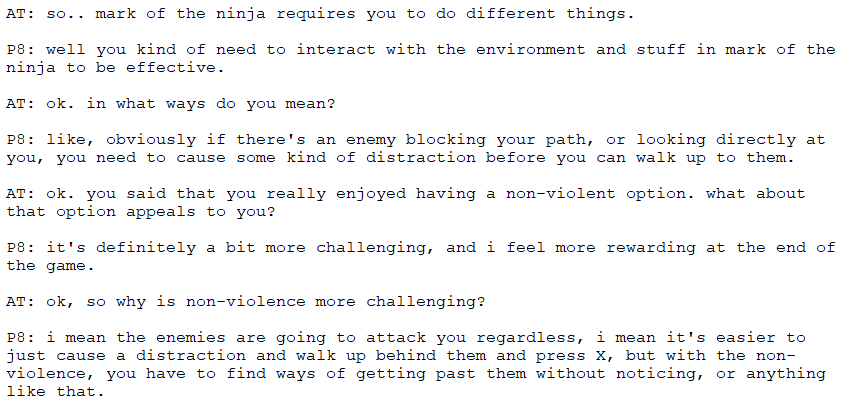 AT: so.. mark of the ninja requires you to do different things.
P8: well you kind of need to interact with the environment and stuff in mark of the
ninja to be effective.
AT: ok. in what ways do you mean?
P8: like, obviously if there's an enemy blocking your path, or looking directly at
you, you need to cause some kind of distraction before you can walk up to them.
AT: ok. you said that you really enjoyed having a non-violent option. what about
that option appeals to you?
P8: it's definitely a bit more challenging, and i feel more rewarding at the end of
the game.
AT: ok, so why is non-violence more challenging?
P8: i mean the enemies are going to attack you regardless, i mean it's easier to
just cause a distraction and walk up behind them and press X, but with the non-
violence, you have to find ways of getting past them without noticing, or anything
like that.